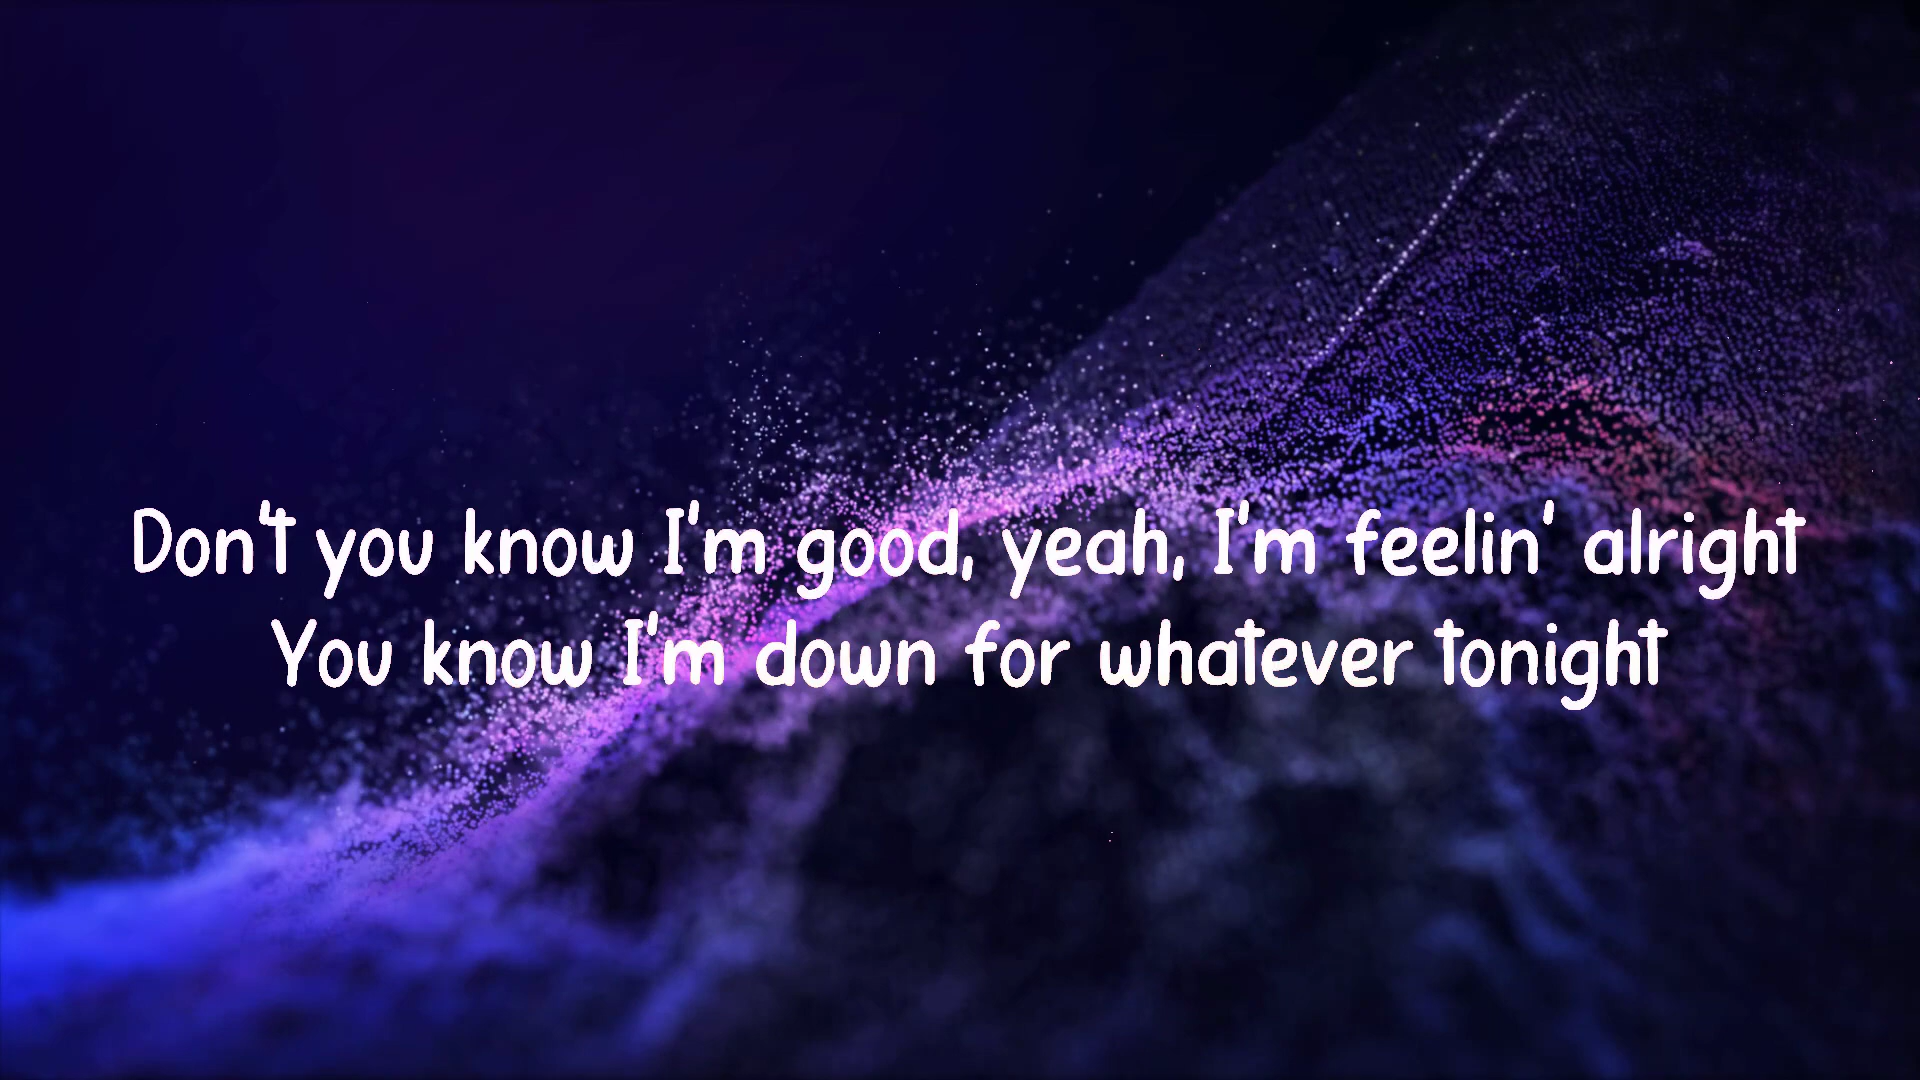 Don't you know I'm good, yeah, I'm feelin' alright
You know I'm down for whatever tonight